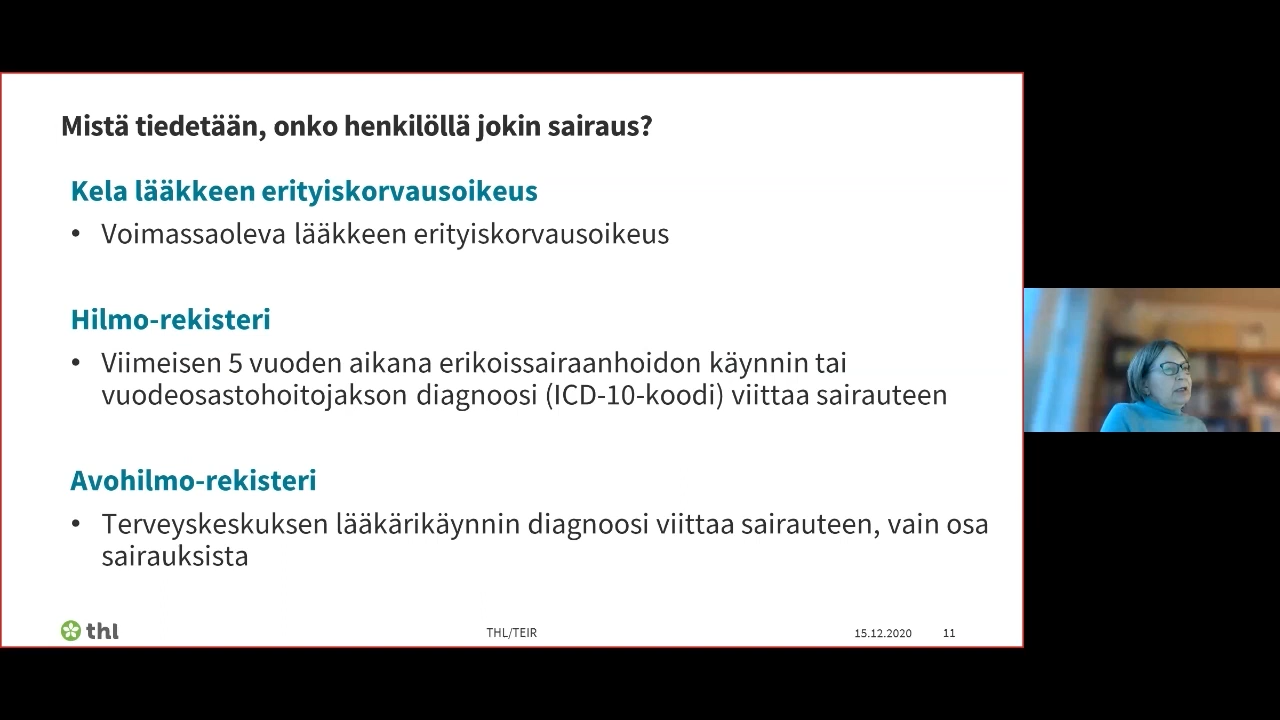 Mistä tiedetään, onko henkilöllä jokin sairaus?
Kela lääkkeen erityiskorvausoikeus
• Voimassaoleva lääkkeen erityiskorvausoikeus
Hilmo-rekisteri
• Viimeisen 5 vuoden aikana erikoissairaanhoidon käynnin tai
vuodeosastohoitojakson diagnoosi (ICD-10-koodi) viittaa sairauteen
Avohilmo-rekisteri
• Terveyskeskuksen lääkärikäynnin diagnoosi viittaa sairauteen, vain osa
sairauksista
thl
THL/TEIR
15.12.2020
11